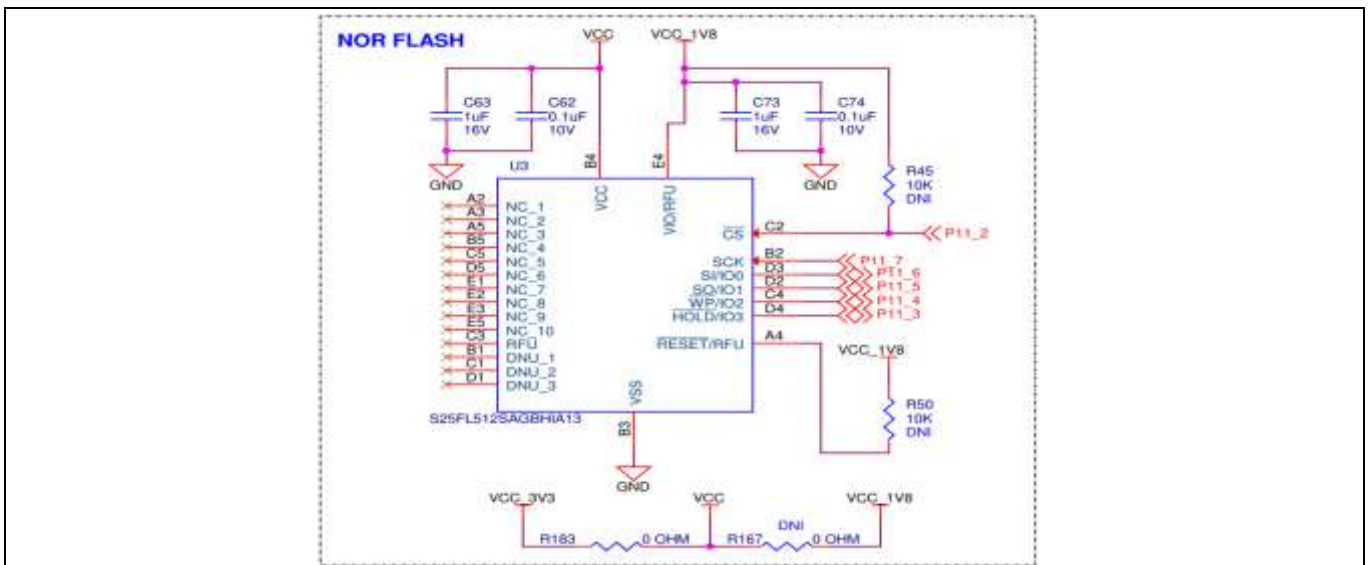 NOR FLASH
VCC VCC_1V8
C63 C62 C73 C74
1uF 0.1uF 1uF 0.1uF
16V 10V 16V 10V
GND U3 B4 E4 GND R45
10K
DNI
VCC VIO/RFU
A2 NC_1
A3 NC_2
A5 NC_3 CS C2 P11_2
B5 NC_4
C5 NC_5 SCK B2 P11_7
D5 NC_6 SI/IO0 D3 P11_6
E1 NC_7 SO/IO1 D2 P11_5
E2 NC_8 WP/IO2 C4 P11_4
E3 NC_9 HOLD/IO3 D4 P11_3
E5 NC_10
C3 RFU RESET/RFU A4 VCC_1V8
B1 DNU_1
C1 DNU_2
D1 DNU_3
VSS
S25FL512SAGBHIA13
B3
R50
10K
DNI
GND
VCC_3V3 VCC VCC_1V8
DNI
R183 0 OHM R167 0 OHM